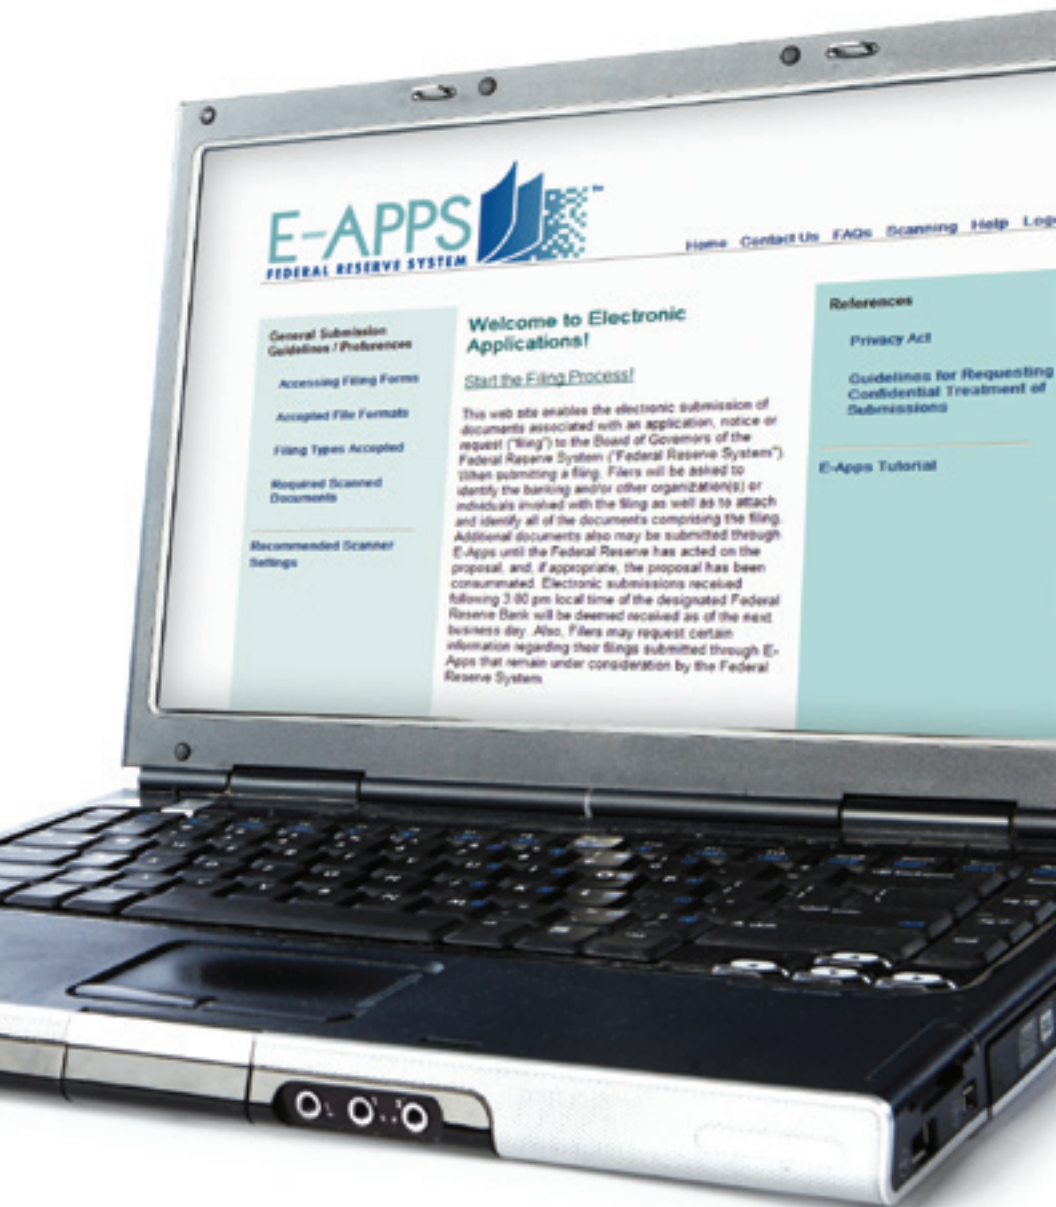 E-APPS
FEDERAL RESERVE SYSTEM
Home Contact Us FAQs Scanning Help
General Submission
Guidelines / Preferences
Accessing Filing Forms
Accepted File Formats
Filing Types Accepted
Required Scanned
Documents
Recommended Scanner
Settings
Welcome to Electronic
Applications!
Start the Filing Process!
This web site enables the electronic submission of
documents associated with an application, notice or
request ("filing") to the Board of Governors of the
Federal Reserve System ("Federal Reserve System").
When submitting a filing, Filers will be asked to
identify the banking and/or other organization(s) or
individuals involved with the filing as well as to attach
and identify all of the documents comprising the filing.
Additional documents also may be submitted through
E-Apps until the Federal Reserve has acted on the
proposal, and, if appropriate, the proposal has been
consummated. Electronic submissions received
following 3:00 pm local time of the designated Federal
Reserve Bank will be deemed received as of the next
business day. Also, Filers may request certain
information regarding their filings submitted through E-
Apps that remain under consideration by the Federal
Reserve System.
References
Privacy Act
Guidelines for Requesting
Confidential Treatment of
Submissions
E-Apps Tutorial